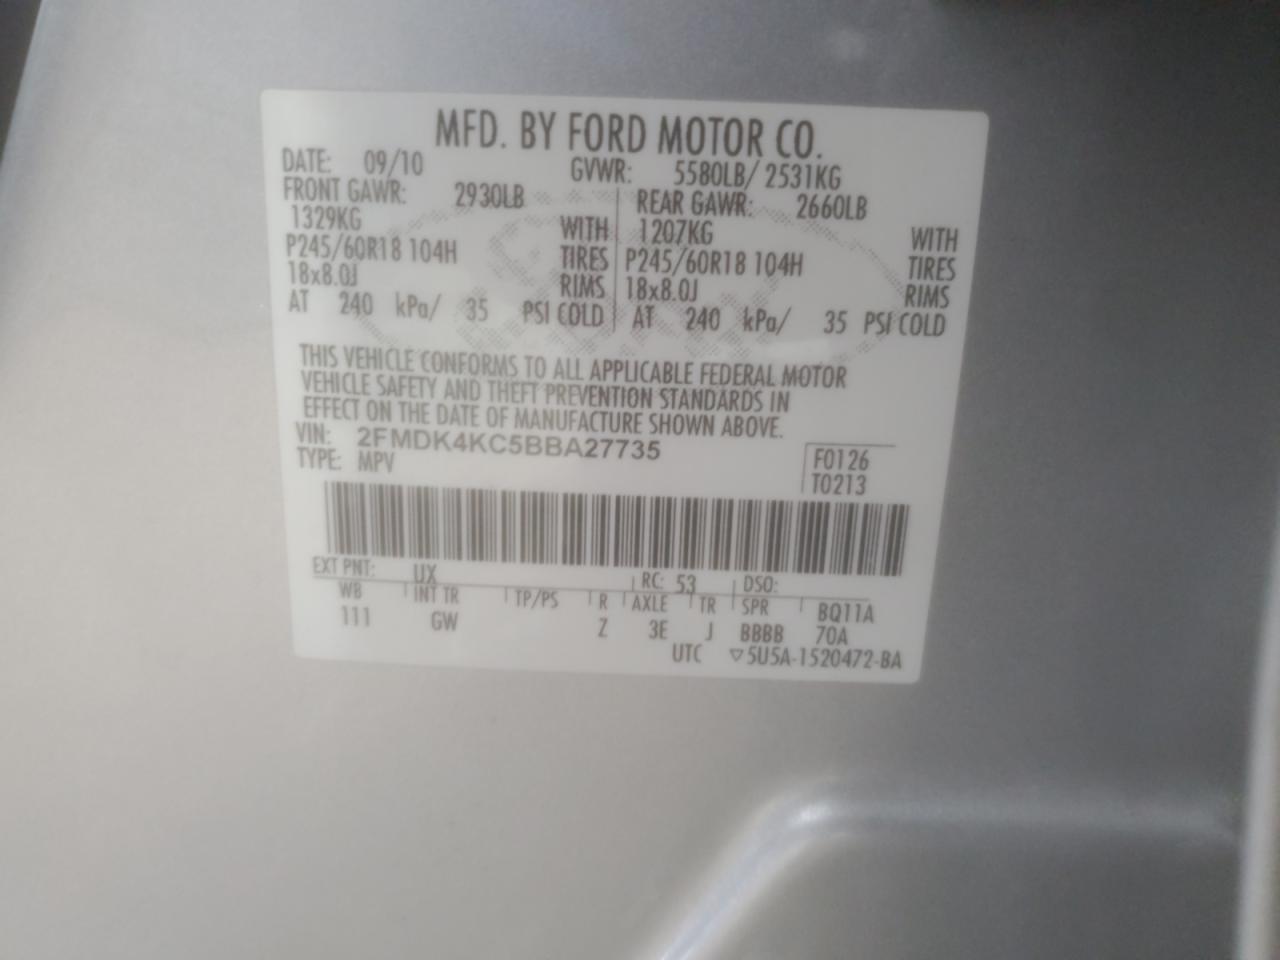 MFD. BY FORD MOTOR CO.
DATE: 09/10 GVWR: 5580LB/ 2531KG
FRONT GAWR: 2930LB REAR GAWR: 2660LB
1329KG WITH 1207KG WITH
P245/60R18 104H TIRES P245/60R18 104H TIRES
18x8.0J RIMS 18x8.0J RIMS
AT 240 kPa/ 35 PSI COLD AT 240 kPa/ 35 PSI COLD
THIS VEHICLE CONFORMS TO ALL APPLICABLE FEDERAL MOTOR
VEHICLE SAFETY AND THEFT PREVENTION STANDARDS IN
EFFECT ON THE DATE OF MANUFACTURE SHOWN ABOVE.
VIN: 2FMDK4KC5BBA27735
TYPE: MPV
F0126
T0213
EXT PNT: UX RC: 53 DSO:
WB INT TR TP/PS R AXLE TR SPR BQ11A
111 GW Z 3E J BBBB 70A
UTC ▽5U5A-1520472-BA